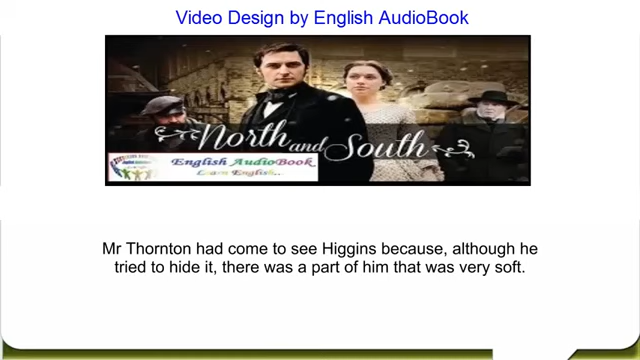 Video Design by English AudioBook
North and South
English AudioBook
Learn English...
Mr Thornton had come to see Higgins because, although he
tried to hide it, there was a part of him that was very soft.